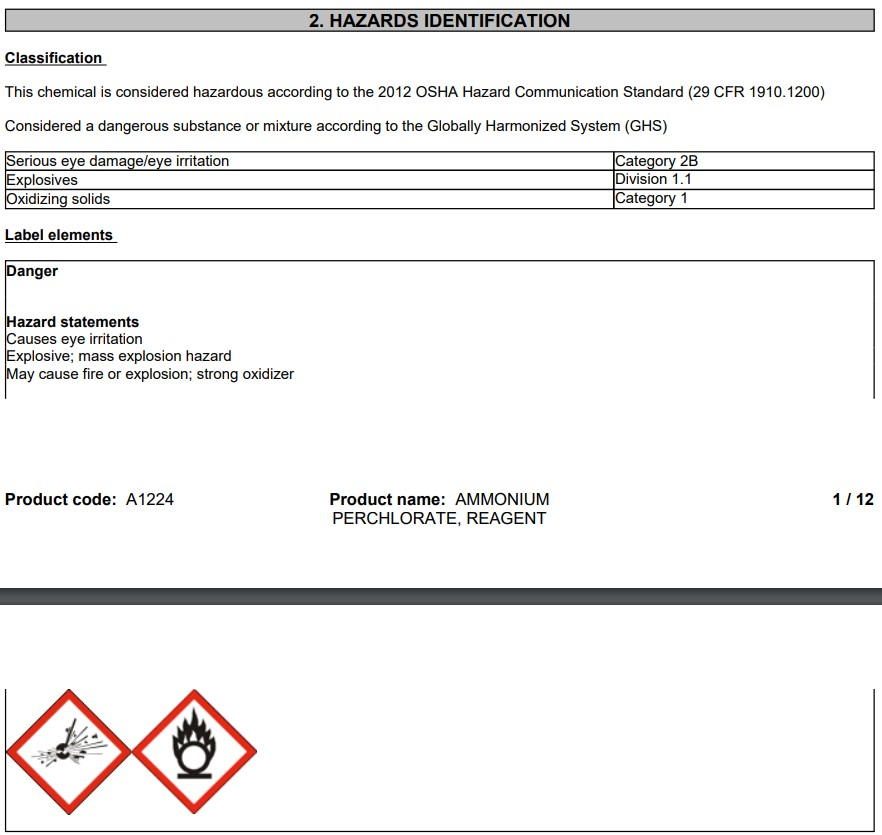 2. HAZARDS IDENTIFICATION
Classification
This chemical is considered hazardous according to the 2012 OSHA Hazard Communication Standard (29 CFR 1910.1200)
Considered a dangerous substance or mixture according to the Globally Harmonized System (GHS)
Serious eye damage/eye irritation Category 2B
Explosives Division 1.1
Oxidizing solids Category 1
Label elements
Danger
Hazard statements
Causes eye irritation
Explosive; mass explosion hazard
May cause fire or explosion; strong oxidizer
Product code: A1224 Product name: AMMONIUM 1 / 12
PERCHLORATE, REAGENT